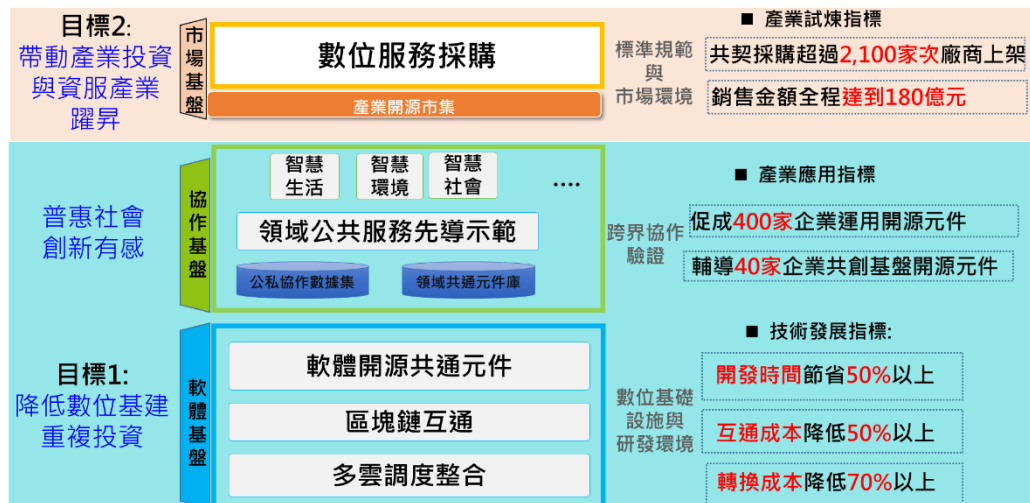 目標2:
帶動產業投資
與資服產業
躍昇
市場基盤
數位服務採購
產業開源市集
標準規範
與
市場環境
■ 產業試煉指標
共契採購超過2,100家次廠商上架
銷售金額全程達到180億元
普惠社會
創新有感
協作基盤
智慧
生活
智慧
環境
智慧
社會
....
領域公共服務先導示範
公私協作數據集
領域共通元件庫
跨界協作
驗證
■ 產業應用指標
促成400家企業運用開源元件
輔導40家企業共創基盤開源元件
目標1:
降低數位基建
重複投資
軟體基盤
軟體開源共通元件
區塊鏈互通
多雲調度整合
數位基礎
設施與
研發環境
■ 技術發展指標:
開發時間節省50%以上
互通成本降低50%以上
轉換成本降低70%以上